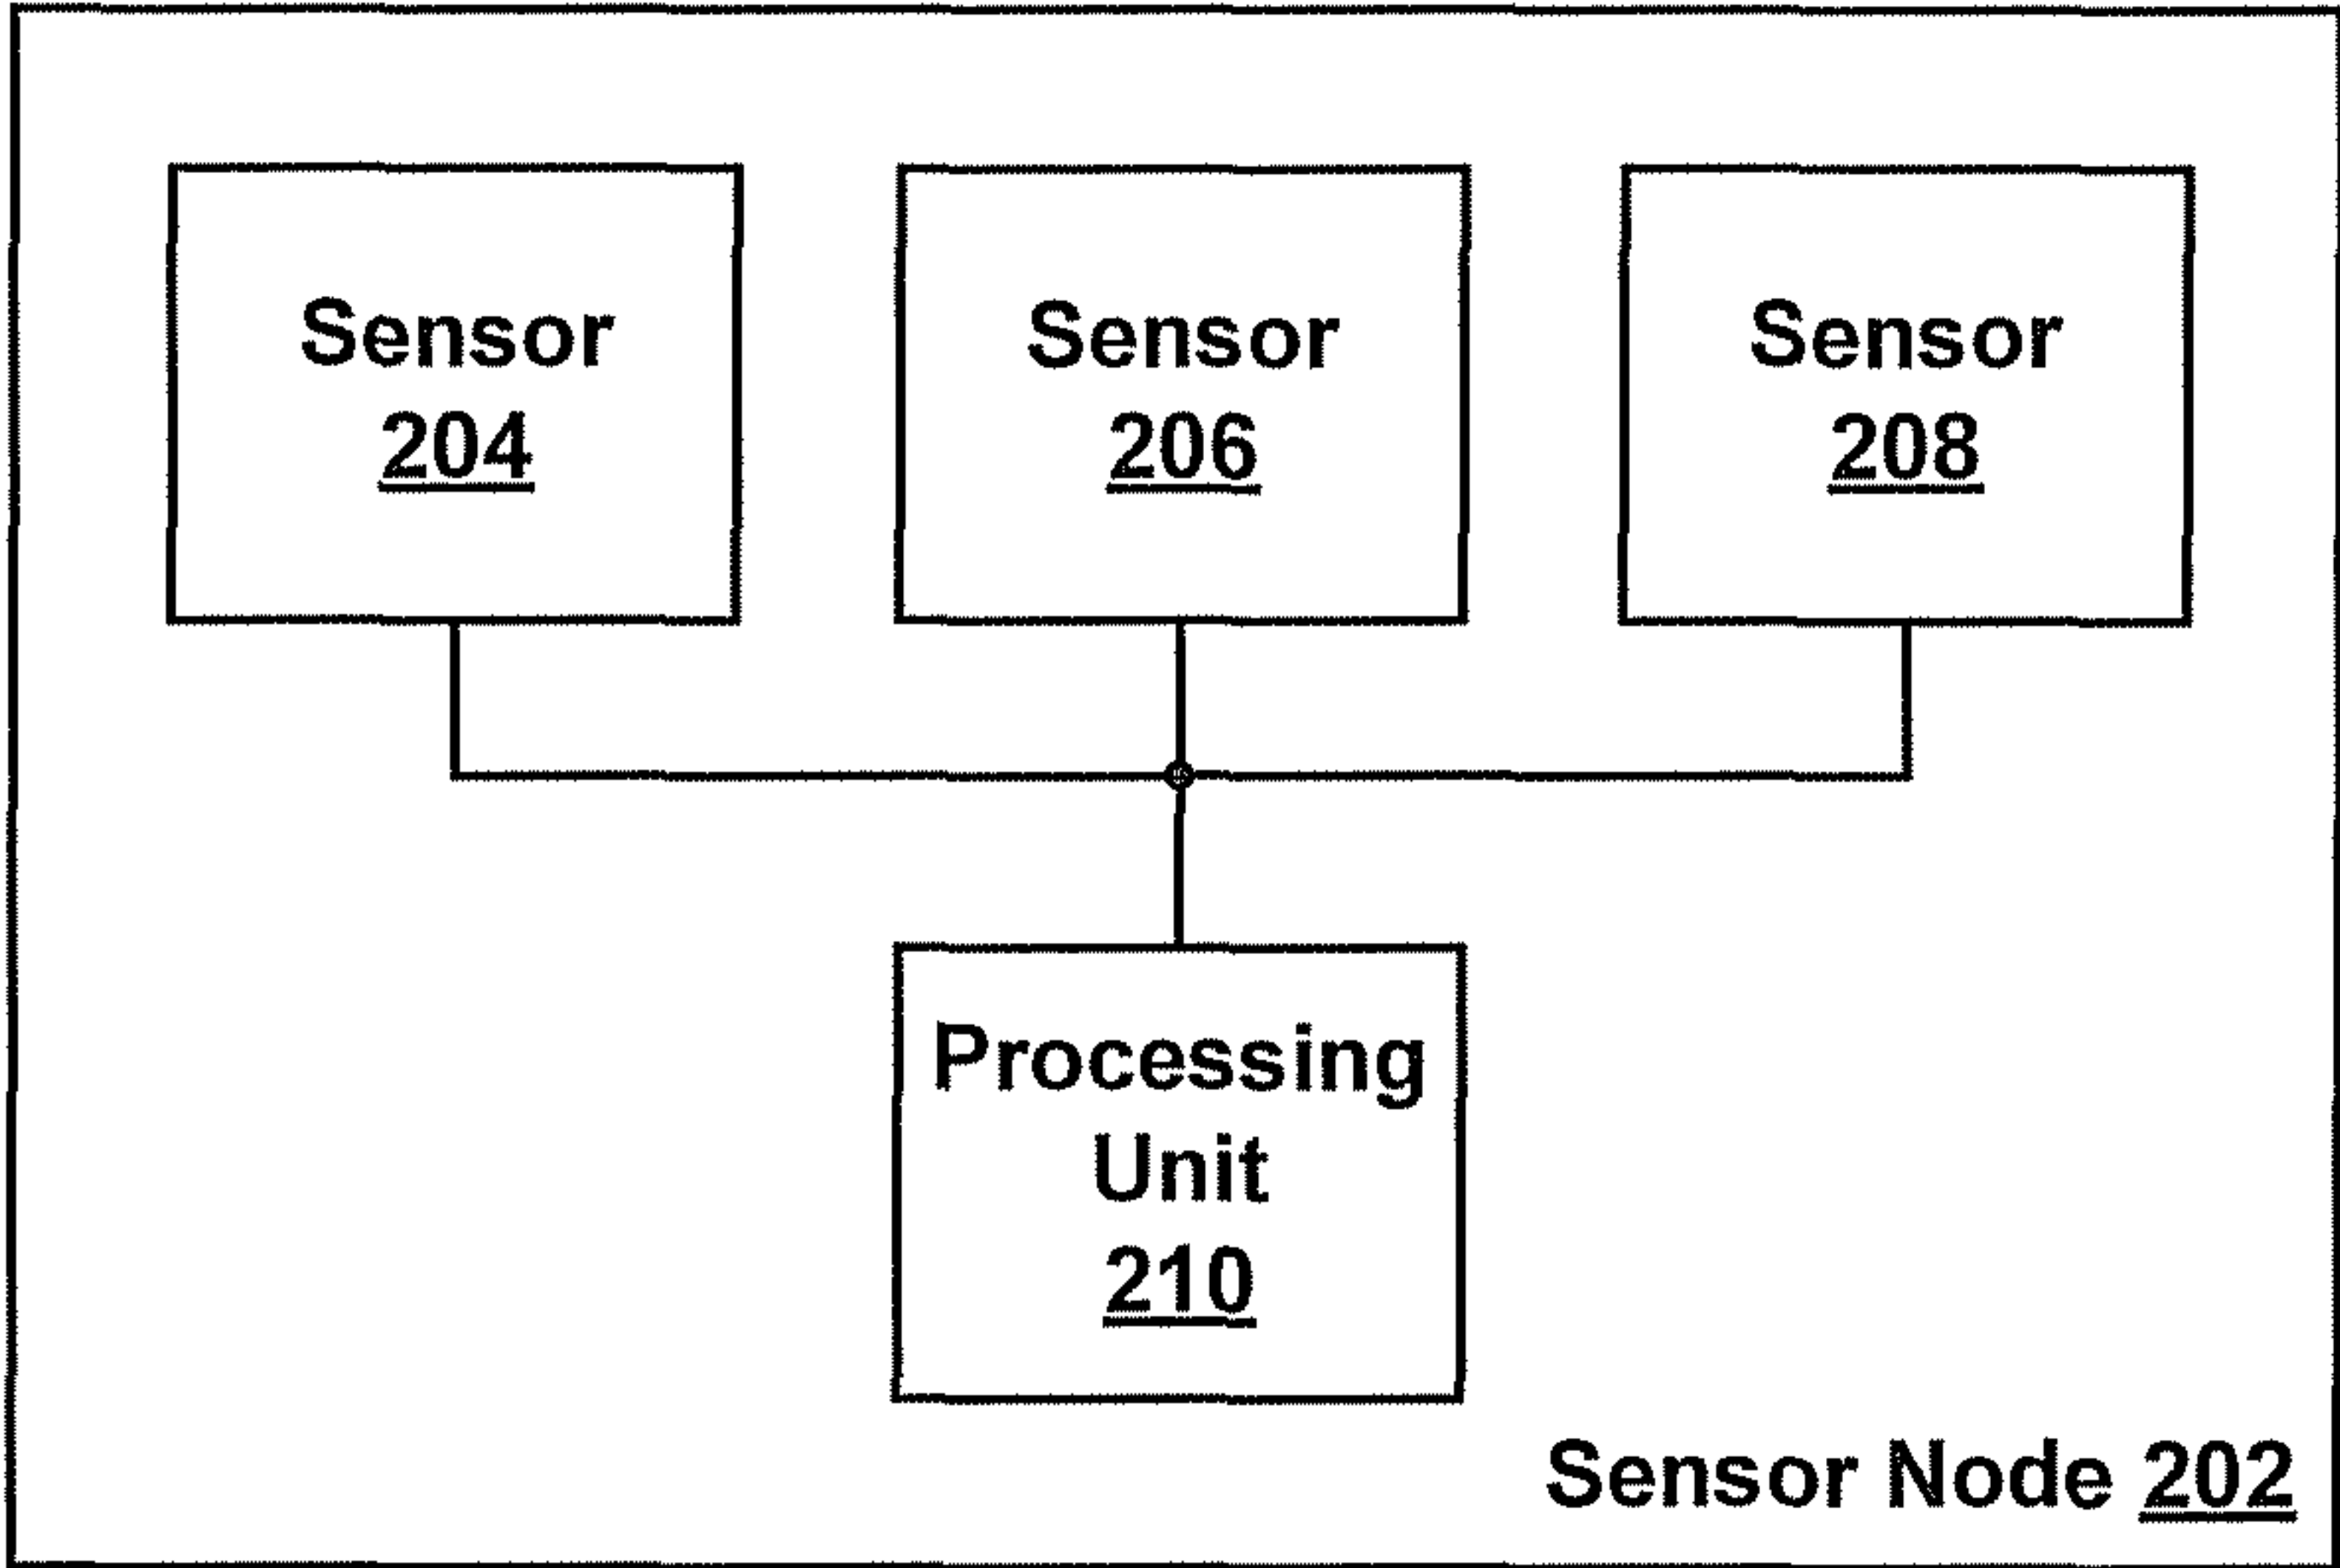 Sensor
204
Sensor
206
Sensor
208
Processing
Unit
210
Sensor Node 202